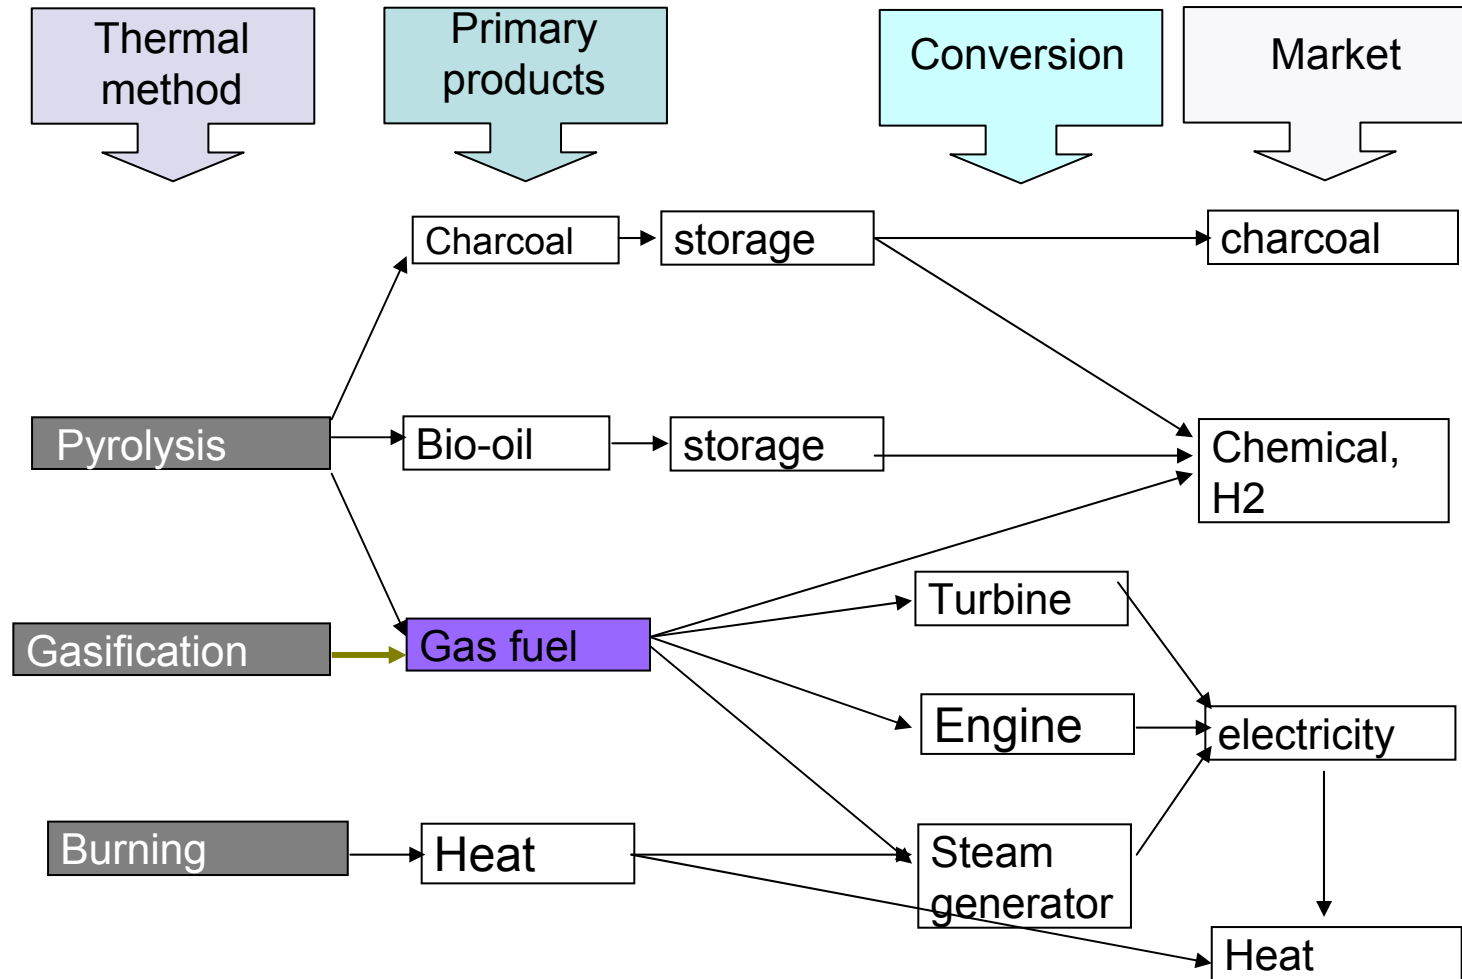 Thermal
method
Primary
products
Conversion
Market
Charcoal
storage
charcoal
Pyrolysis
Bio-oil
storage
Chemical,
H2
Turbine
Gasification
Gas fuel
Engine
electricity
Burning
Heat
Steam
generator
Heat